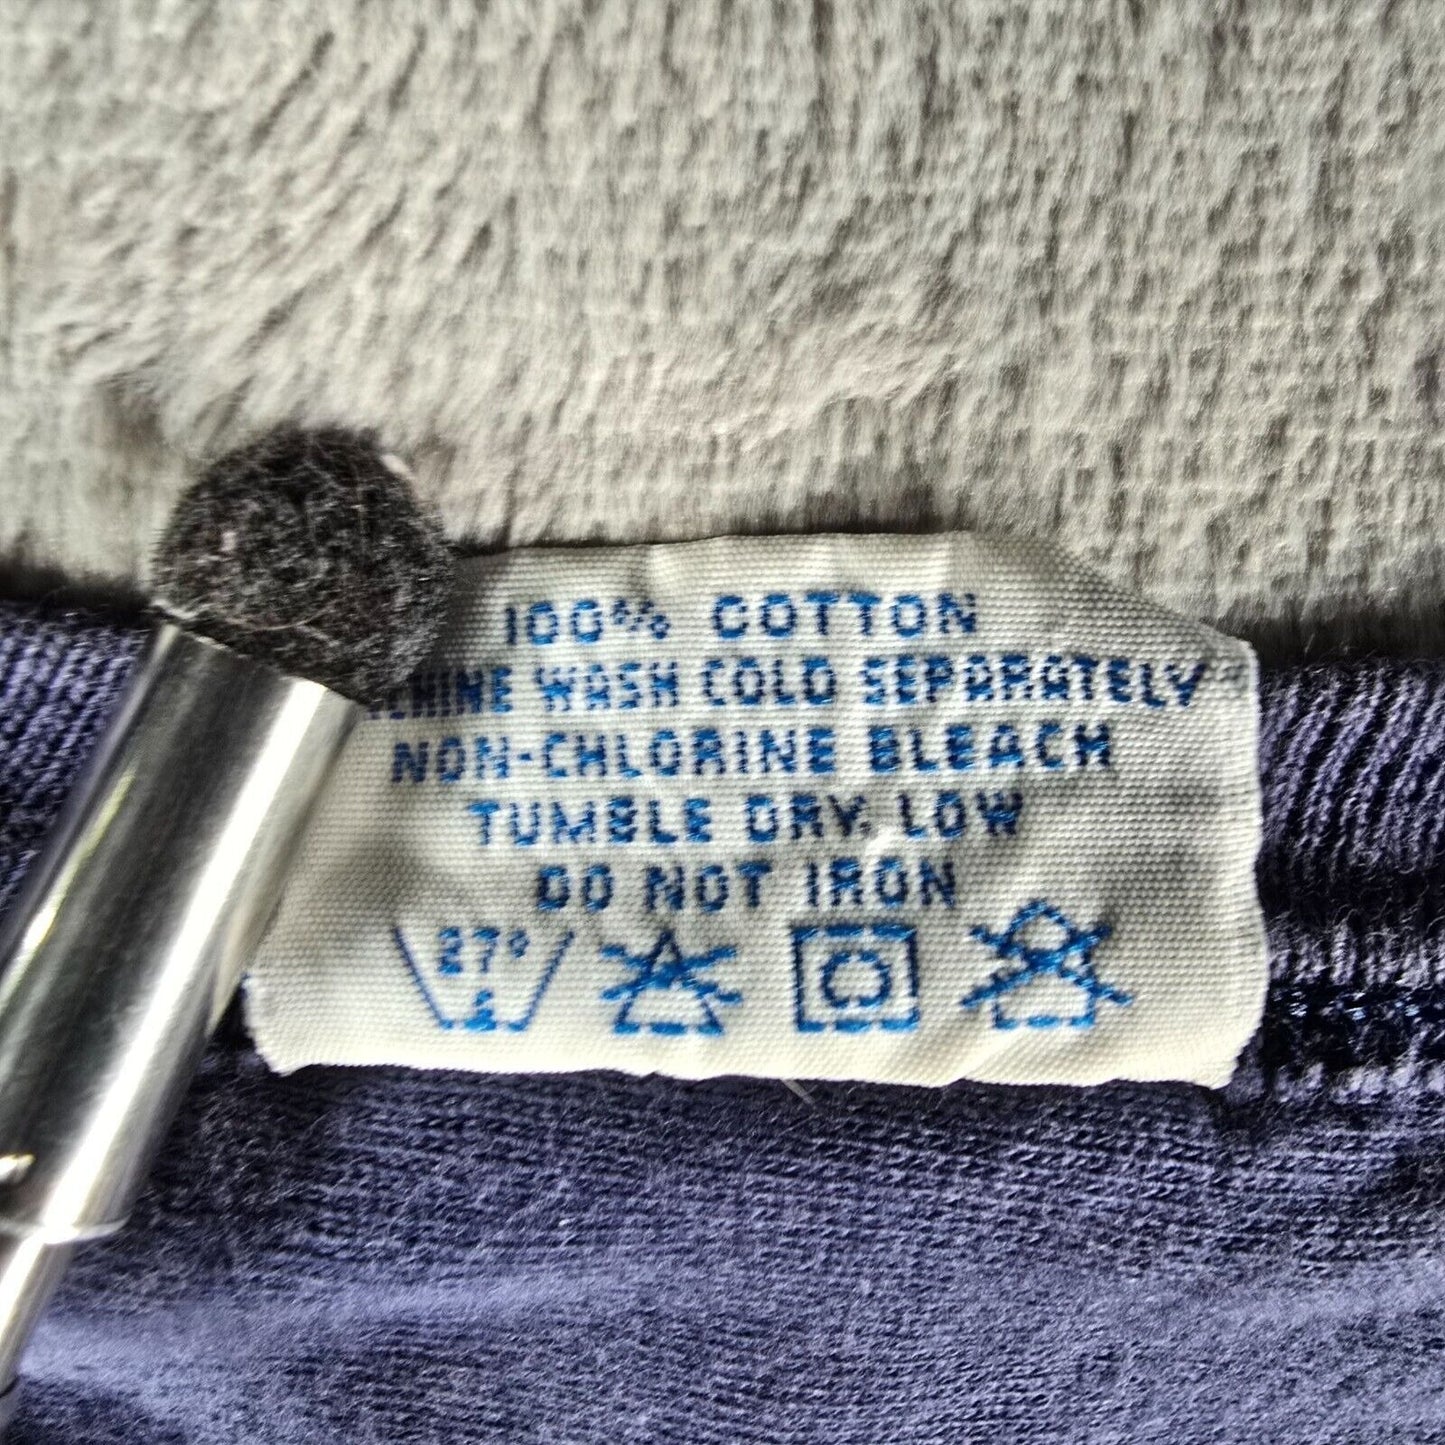 100% COTTON
WASH COLD SEPARATELY
NON-CHLORINE BLEACH
TUMBLE DRY. LOW
DO NOT IRON
27°